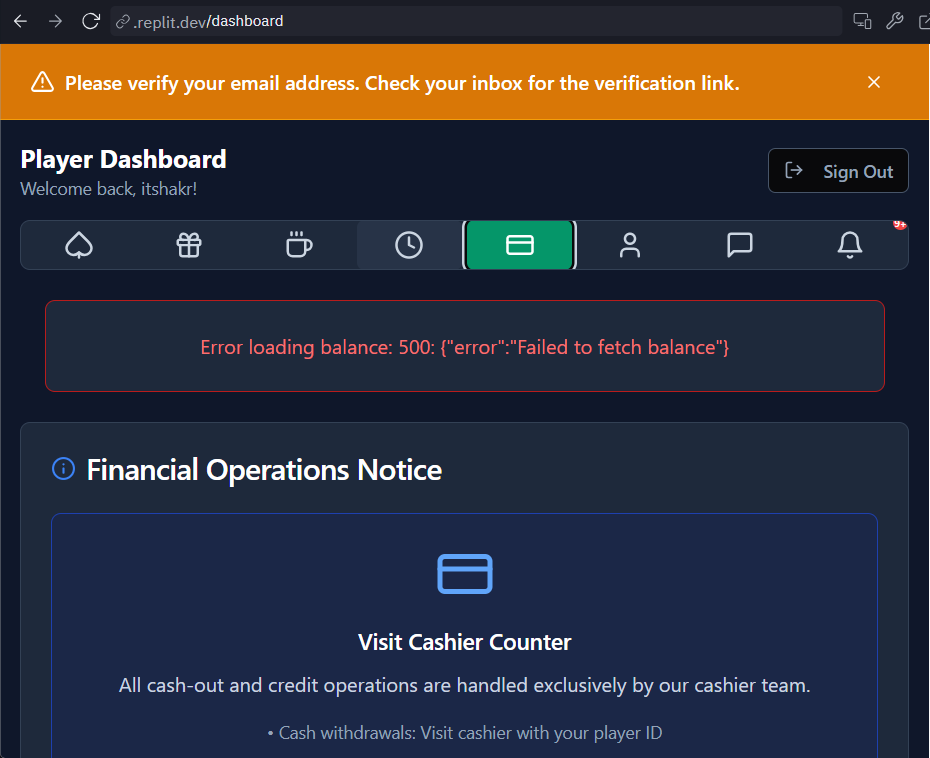 .replit.dev/dashboard
Please verify your email address. Check your inbox for the verification link.
Player Dashboard
Welcome back, itshakr!
Sign Out
9+
Error loading balance: 500: {"error":"Failed to fetch balance"}
Financial Operations Notice
Visit Cashier Counter
All cash-out and credit operations are handled exclusively by our cashier team.
• Cash withdrawals: Visit cashier with your player ID